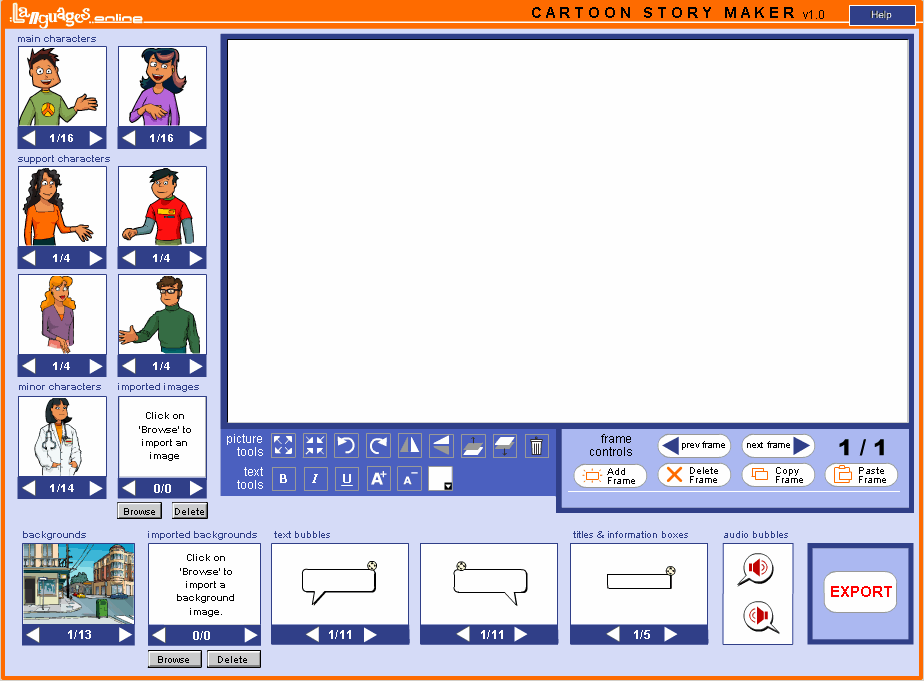 Languages online
CARTOON STORY MAKER v1.0
Help
main characters
1/16
1/16
support characters
1/4
1/4
1/4
1/4
minor characters
imported images
Click on
'Browse' to
import an
image
1/14
0/0
Browse
Delete
picture
tools
text
tools
B
I
U
A+
A-
frame
controls
prev frame
next frame
1 / 1
Add
Frame
Delete
Frame
Copy
Frame
Paste
Frame
backgrounds
imported backgrounds
text bubbles
titles & information boxes
audio bubbles
Click on
'Browse' to
import a
background
image.
1/13
0/0
1/11
1/11
1/5
EXPORT
Browse
Delete